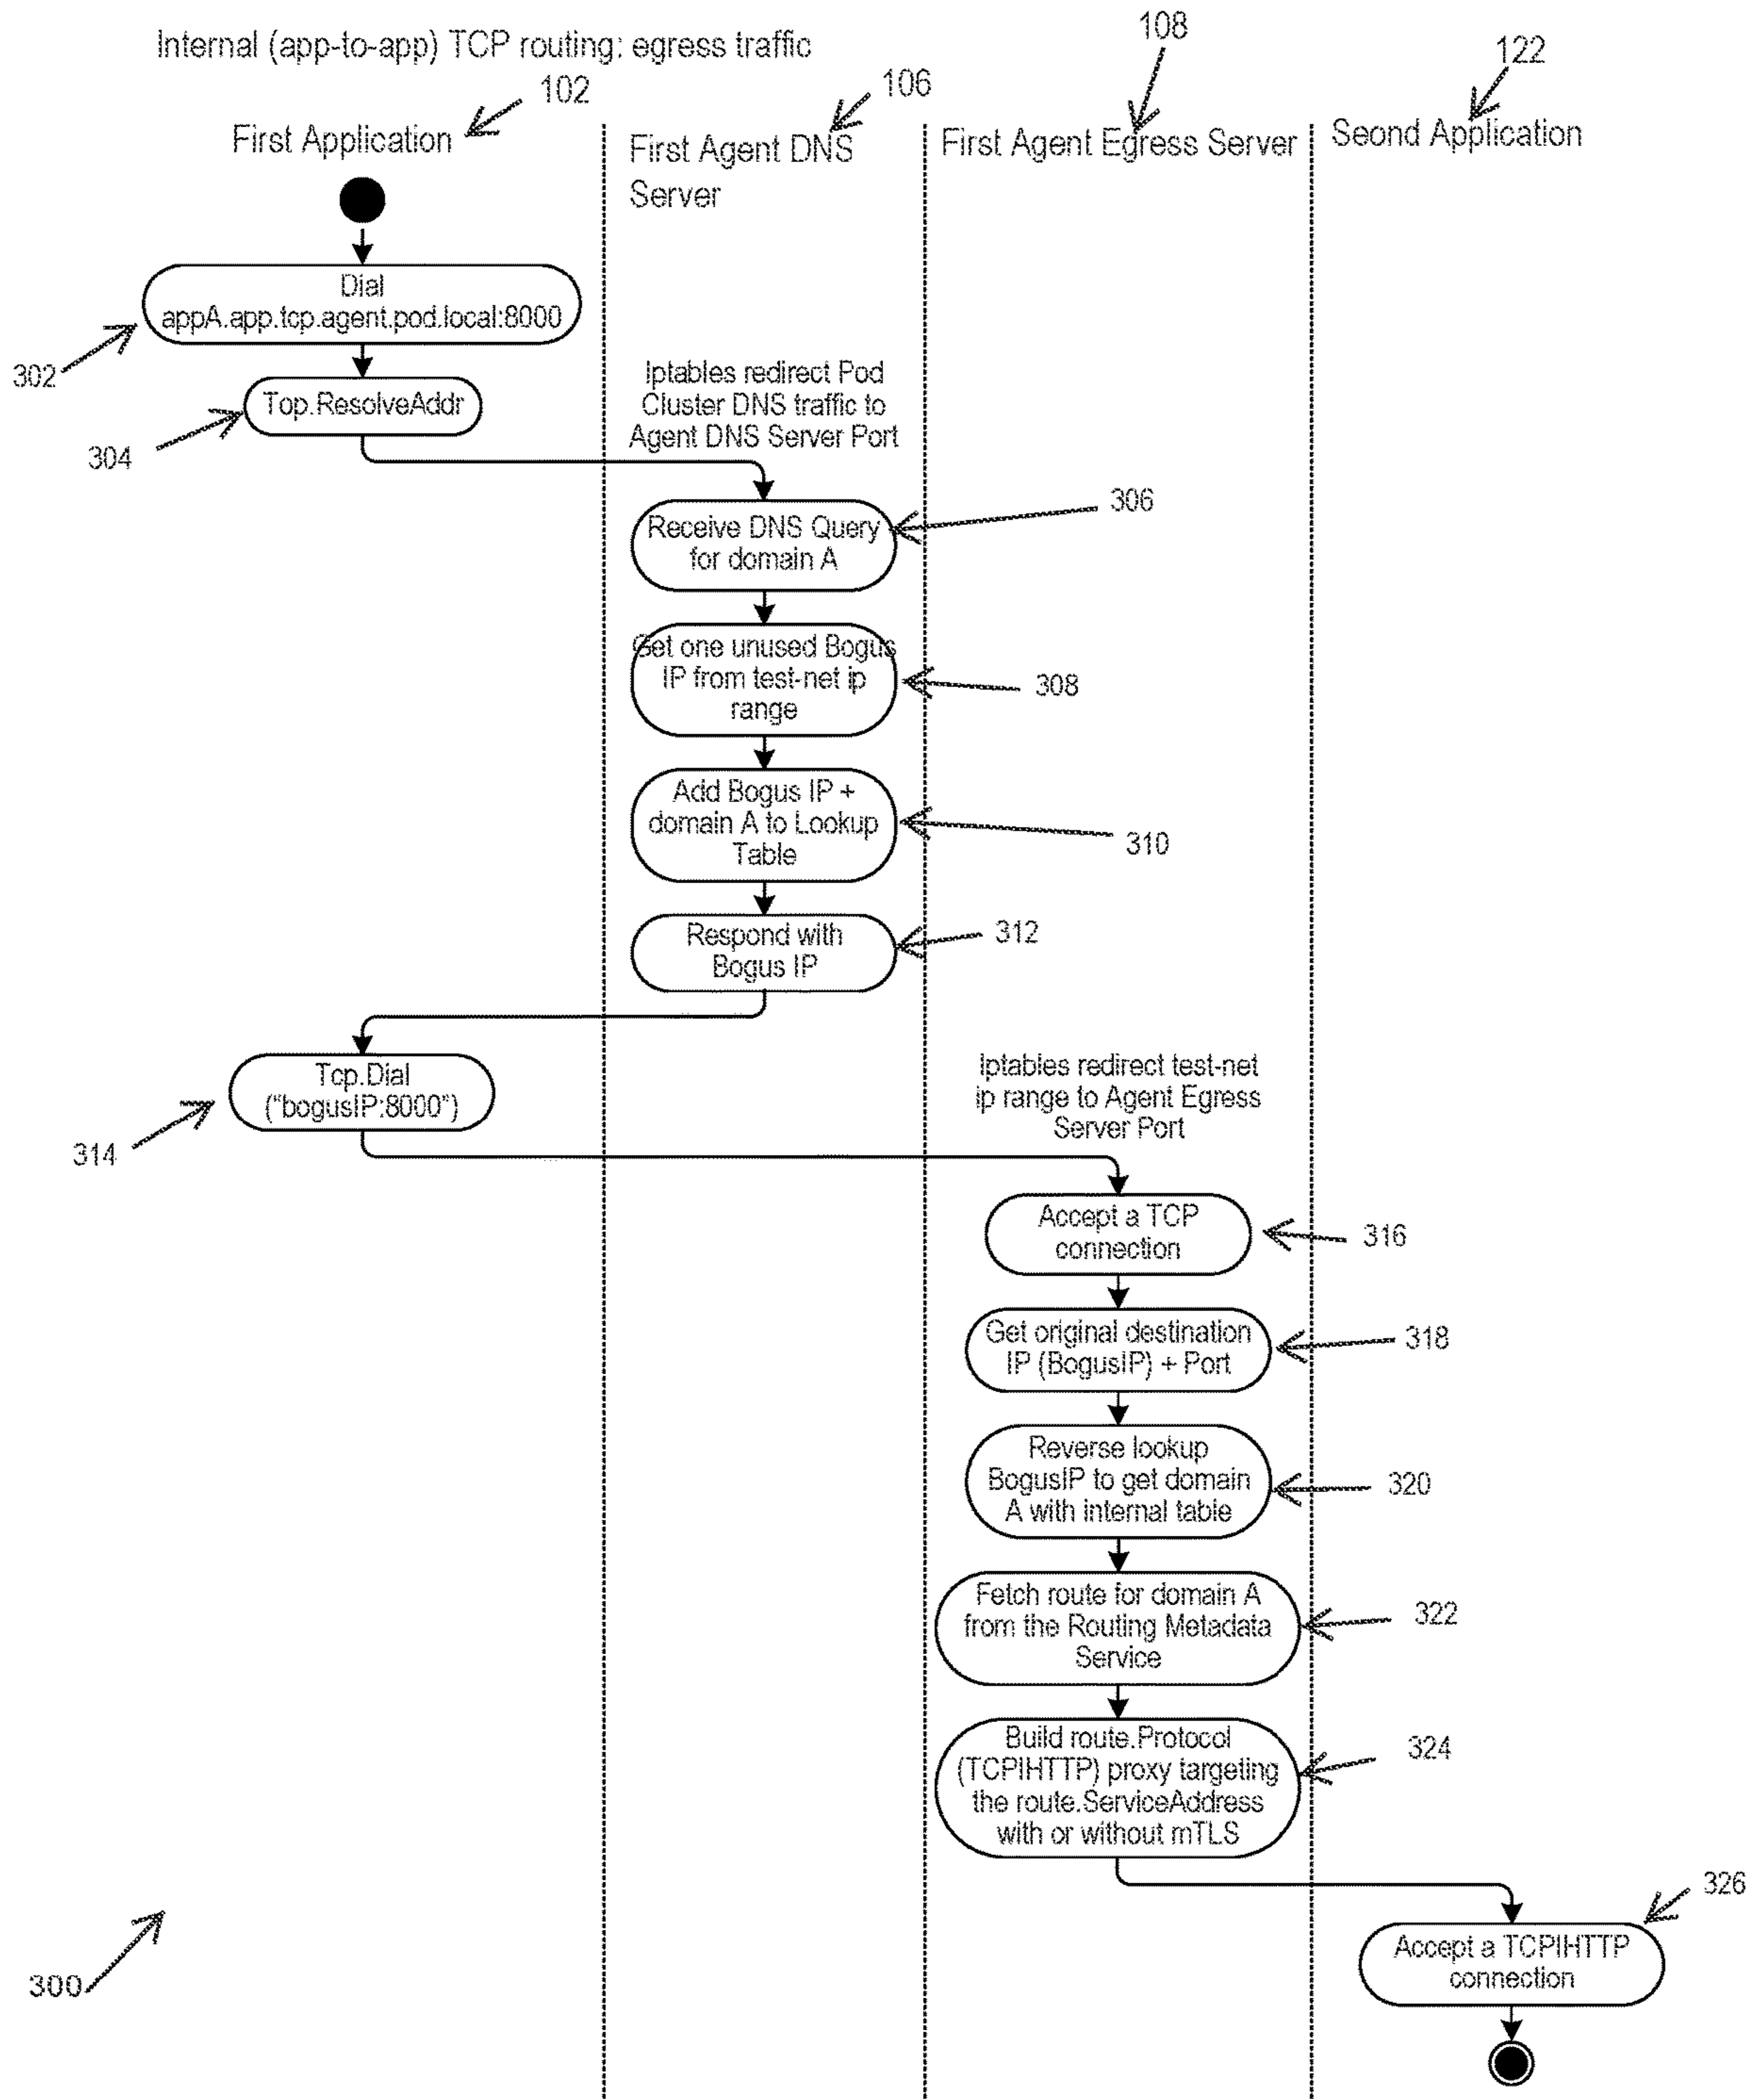 Internal (app-to-app) TCP routing: egress traffic
102
106
108
122
First Application
First Agent DNS
Server
First Agent Egress Server
Seond Application
Dial
appA.app.tcp.agent.pod.local:8000
302
Top.ResolveAddr
304
Iptables redirect Pod
Cluster DNS traffic to
Agent DNS Server Port
Receive DNS Query
for domain A
306
Get one unused Bogus
IP from test-net ip
range
308
Add Bogus IP +
domain A to Lookup
Table
310
Respond with
Bogus IP
312
Tcp.Dial
("bogusIP:8000")
314
Iptables redirect test-net
ip range to Agent Egress
Server Port
Accept a TCP
connection
316
Get original destination
IP (BogusIP) + Port
318
Reverse lookup
BogusIP to get domain
A with internal table
320
Fetch route for domain A
from the Routing Metadata
Service
322
Build route.Protocol
(TCPIHTTP) proxy targeting
the route.ServiceAddress
with or without mTLS
324
326
Accept a TCPIHTTP
connection
300